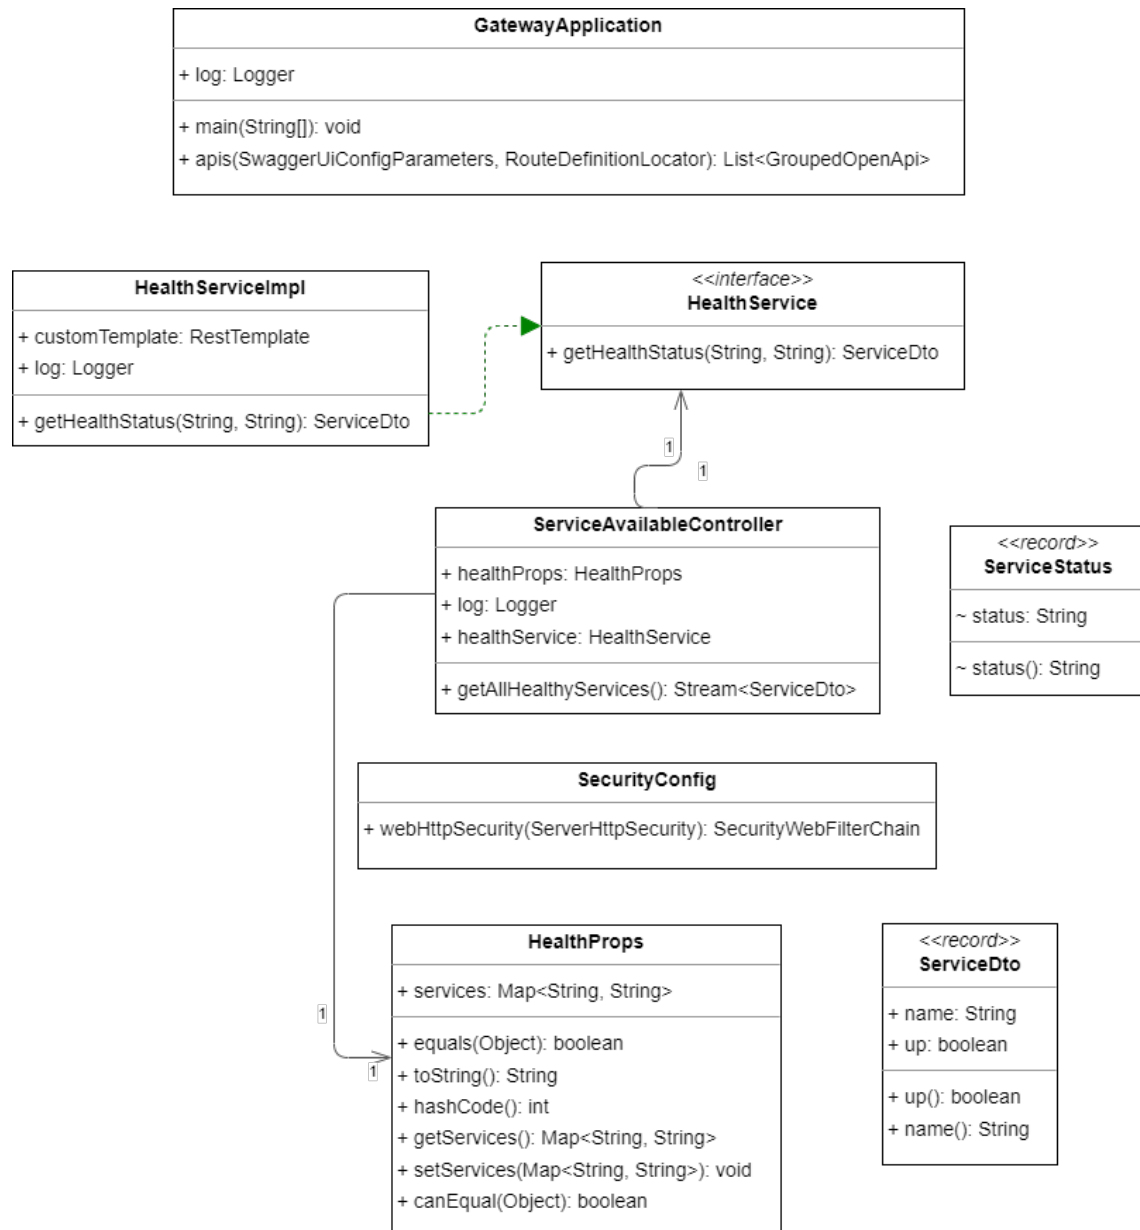 GatewayApplication
+ log: Logger
+ main(String[]): void
+ apis(SwaggerUiConfigParameters, RouteDefinitionLocator): List<GroupedOpenApi>
HealthServiceImpl
+ customTemplate: RestTemplate
+ log: Logger
+ getHealthStatus(String, String): ServiceDto
<<interface>>
HealthService
+ getHealthStatus(String, String): ServiceDto
1
1
ServiceAvailableController
+ healthProps: HealthProps
+ log: Logger
+ healthService: HealthService
+ getAllHealthyServices(): Stream<ServiceDto>
<<record>>
ServiceStatus
~ status: String
~ status(): String
SecurityConfig
+ webHttpSecurity(ServerHttpSecurity): SecurityWebFilterChain
1
1
HealthProps
+ services: Map<String, String>
+ equals(Object): boolean
+ toString(): String
+ hashCode(): int
+ getServices(): Map<String, String>
+ setServices(Map<String, String>): void
+ canEqual(Object): boolean
<<record>>
ServiceDto
+ name: String
+ up: boolean
+ up(): boolean
+ name(): String